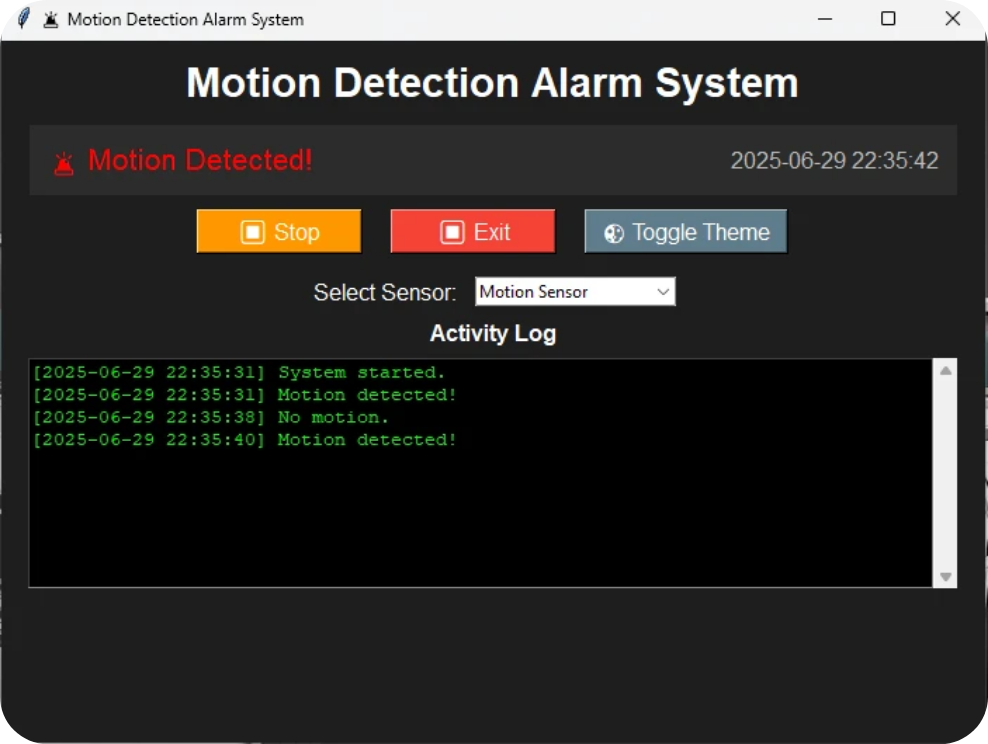 Motion Detection Alarm System
Motion Detection Alarm System
Motion Detected! 2025-06-29 22:35:42
Stop Exit Toggle Theme
Select Sensor: Motion Sensor
Activity Log
[2025-06-29 22:35:31] System started.
[2025-06-29 22:35:31] Motion detected!
[2025-06-29 22:35:38] No motion.
[2025-06-29 22:35:40] Motion detected!